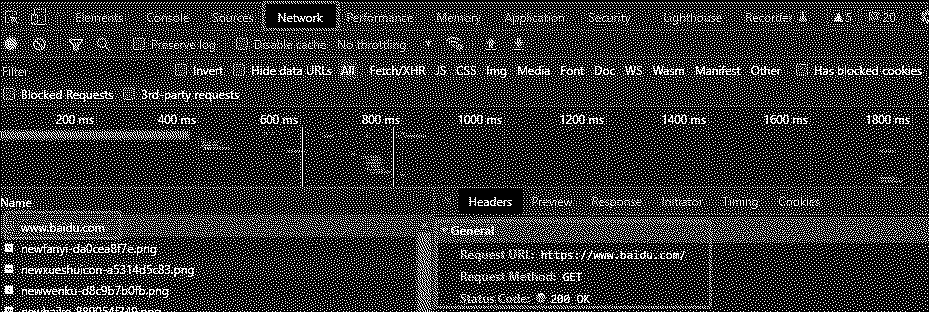 Elements Console Sources Network Performance Memory Application Security Lighthouse Recorder 5 20
Preserve log Disable cache No throttling
Filter Invert Hide data URLs All Fetch/XHR JS CSS Img Media Font Doc WS Wasm Manifest Other Has blocked cookies
Blocked Requests 3rd-party requests
200 ms 400 ms 600 ms 800 ms 1000 ms 1200 ms 1400 ms 1600 ms 1800 ms
Name Headers Preview Response Initiator Timing Cookies
www.baidu.com General
newfanyi-da0cea8f7e.png Request URL: https://www.baidu.com/
newxueshuicon-a5314d5c83.png Request Method: GET
newwenku-d8c9b7b0fb.png Status Code: 200 OK